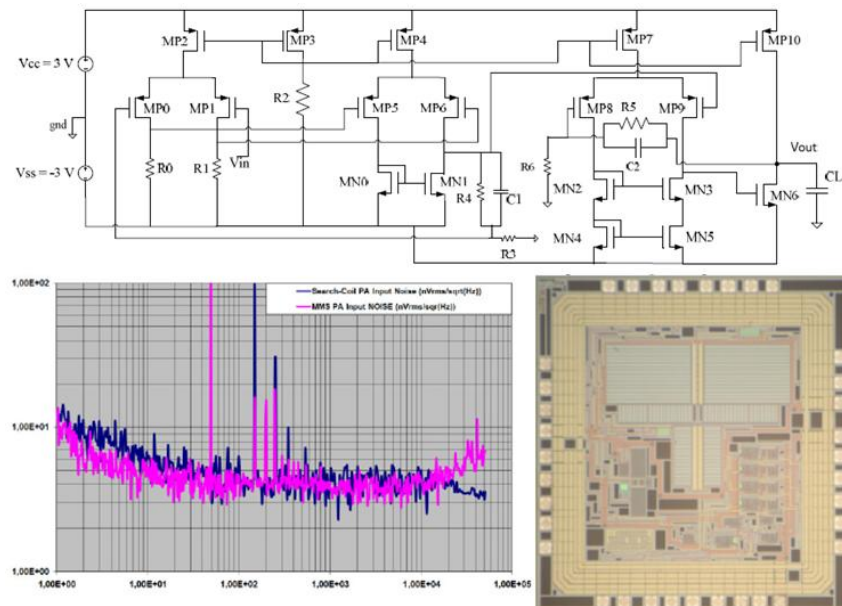 MP2
MP3
MP4
MP7
MP10
Vcc = 3 V
R2
gnd
MP0
MP1
MP5
MP6
MP8
R5
MP9
Vout
C2
CL
Vss = -3 V
R0
R1
Vin
R6
MN0
MN1
R4
C1
MN2
MN3
MN6
MN4
MN5
R3
1,00E+02
Search-Coil PA Input Noise (nVrms/sqrt(Hz))
MMS PA Input NOISE (nVrms/sqr(Hz))
1,00E+01
1,00E+00
1,00E+00 1,00E+01 1,00E+02 1,00E+03 1,00E+04 1,00E+05